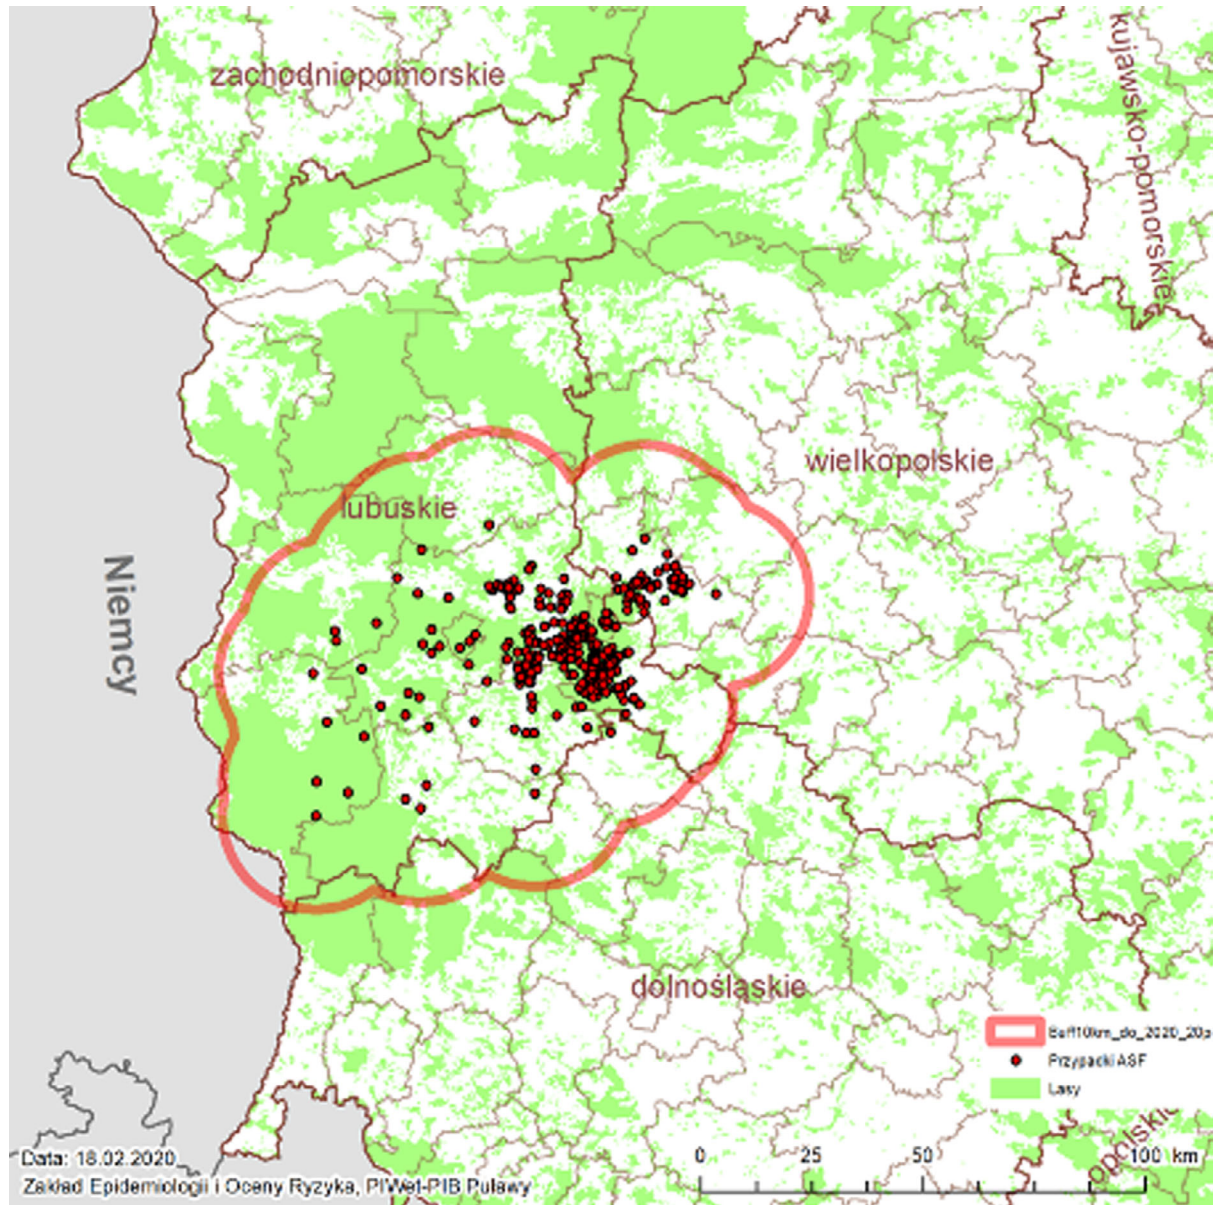 zachodniopomorskie
kujawsko-pomorskie
wielkopolskie
lubuskie
Niemcy
dolnośląskie
Buff10km_do_2020_20p
Przypadki ASF
Lasy
opolskie
Data: 18.02.2020
0 25 50 100 km
Zakład Epidemiologii i Oceny Ryzyka, PIWet-PIB Puławy